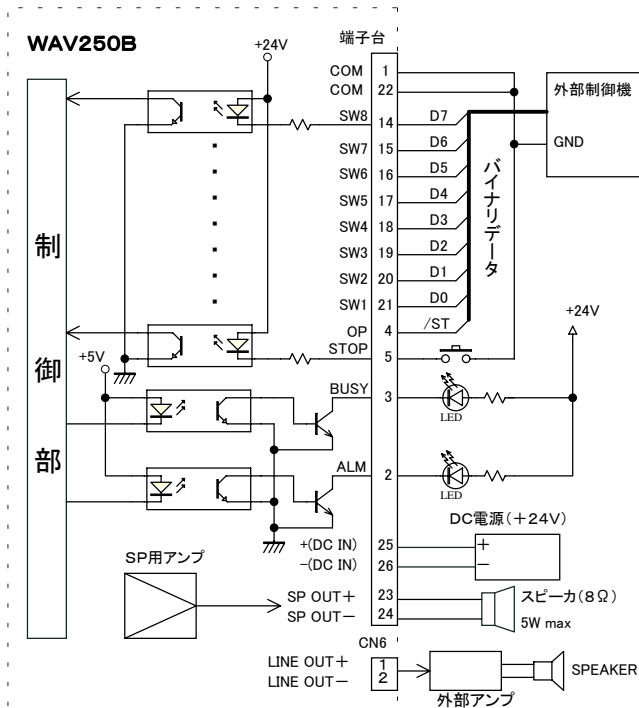 WAV250B
+24V
端子台
COM 1
COM 22
外部制御機
SW8 14 D7
SW7 15 D6
GND
SW6 16 D5
SW5 17 D4
SW4 18 D3
SW3 19 D2
SW2 20 D1
SW1 21 D0
バイナリデータ
OP 4 /ST
+24V
STOP 5
制御部
+5V
BUSY 3
LED
ALM 2
LED
DC電源(+24V)
+(DC IN) 25 +
-(DC IN) 26 -
SP用アンプ
SP OUT+ 23
SP OUT- 24
スピーカ(8Ω)
5W max
CN6
LINE OUT+ 1
LINE OUT- 2
SPEAKER
外部アンプ